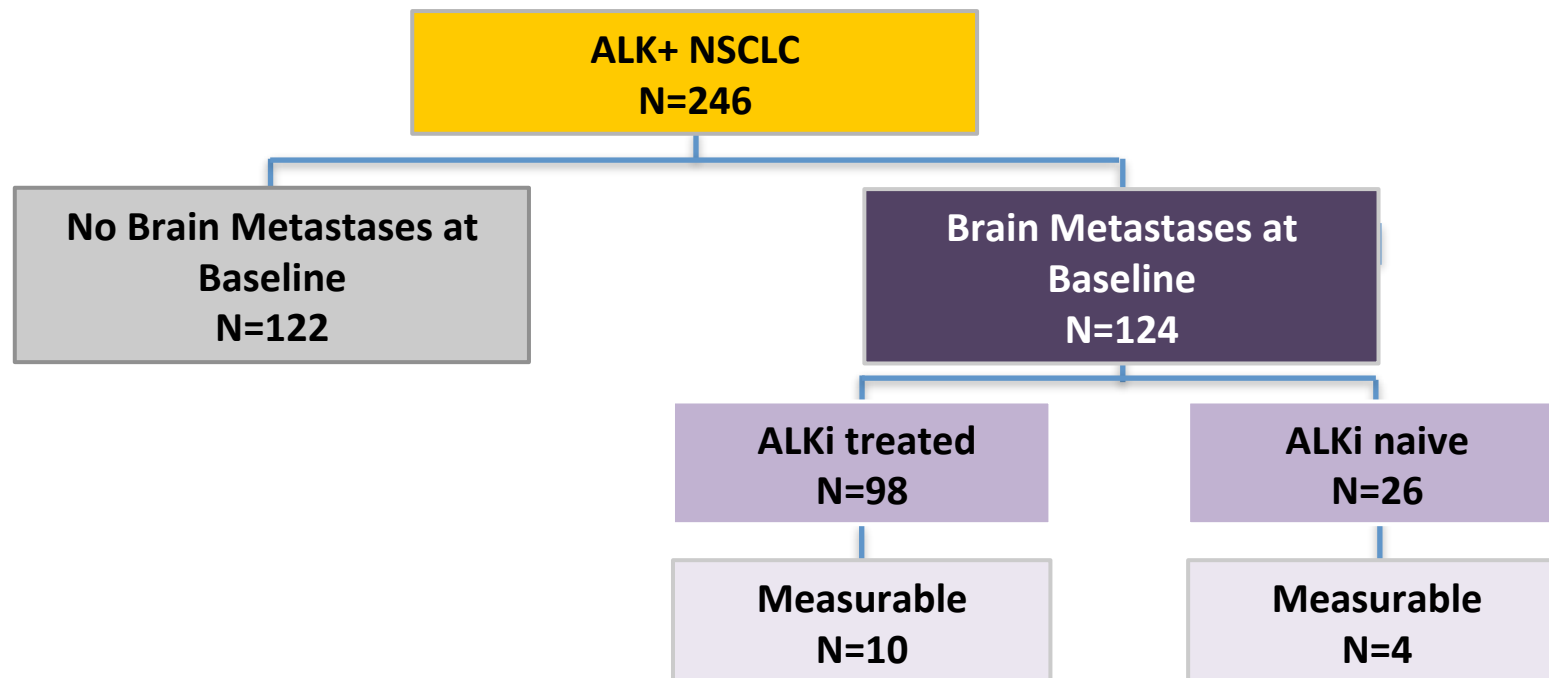 ALK+ NSCLC
N=246
No Brain Metastases at
Baseline
N=122
Brain Metastases at
Baseline
N=124
ALKi treated
N=98
ALKi naive
N=26
Measurable
N=10
Measurable
N=4